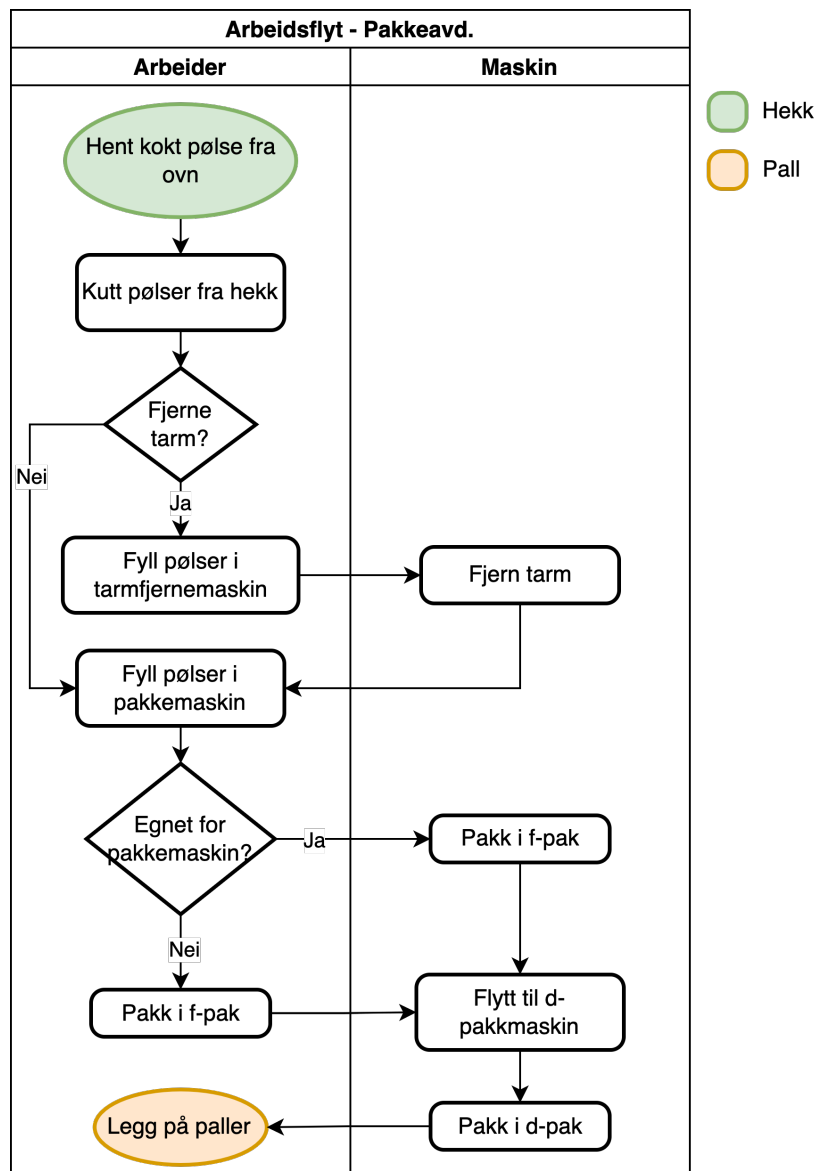 Arbeidsflyt - Pakkeavd.
Arbeider
Maskin
Hekk
Pall
Hent kokt pølse fra
ovn
Kutt pølser fra hekk
Fjerne
tarm?
Nei
Ja
Fyll pølser i
tarmfjernemaskin
Fjern tarm
Fyll pølser i
pakkemaskin
Egnet for
pakkemaskin?
Ja
Pakk i f-pak
Nei
Pakk i f-pak
Flytt til d-
pakkmaskin
Legg på paller
Pakk i d-pak